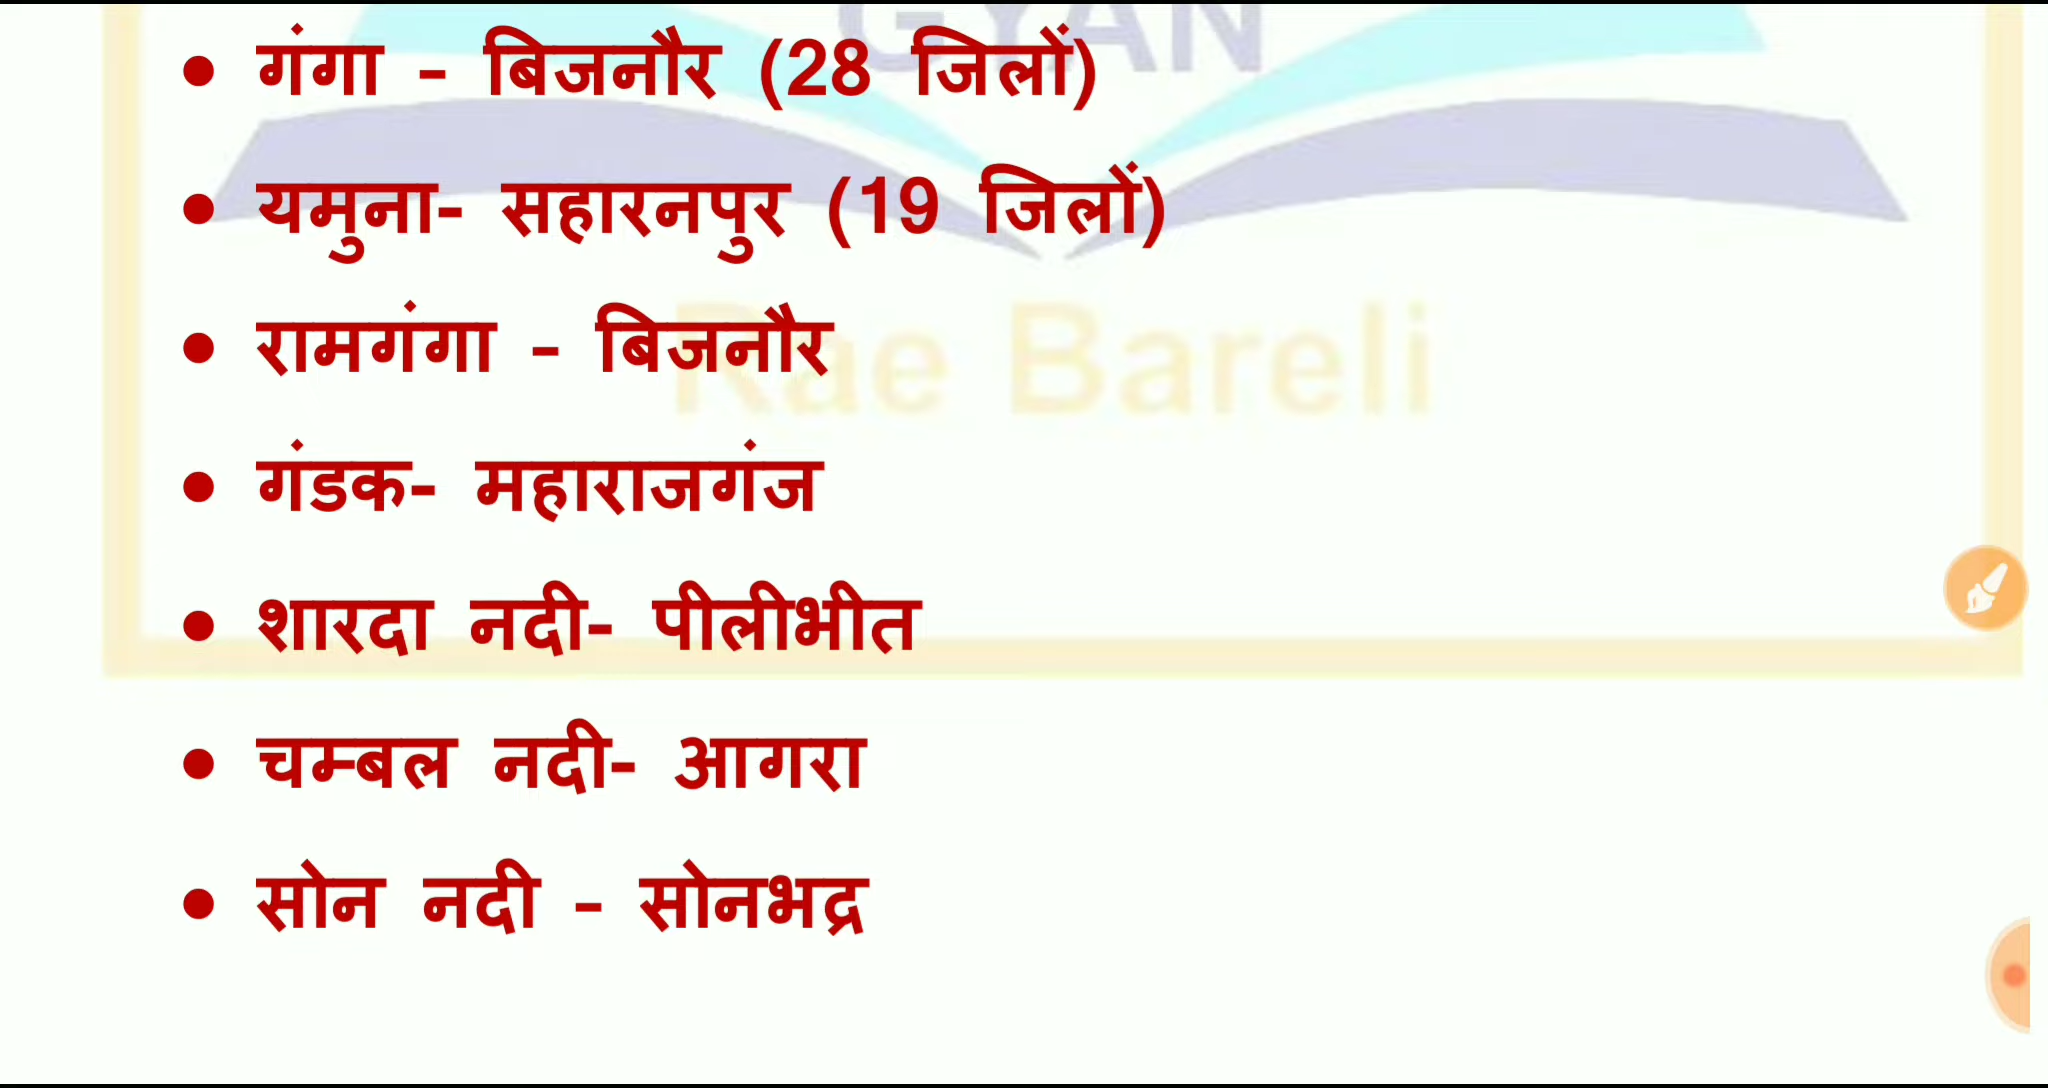 GYAN
• गंगा - बिजनौर (28 जिलों)
• यमुना- सहारनपुर (19 जिलों)
• रामगंगा - बिजनौर
Rae Bareli
• गंडक- महाराजगंज
• शारदा नदी- पीलीभीत
• चम्बल नदी- आगरा
• सोन नदी - सोनभद्र